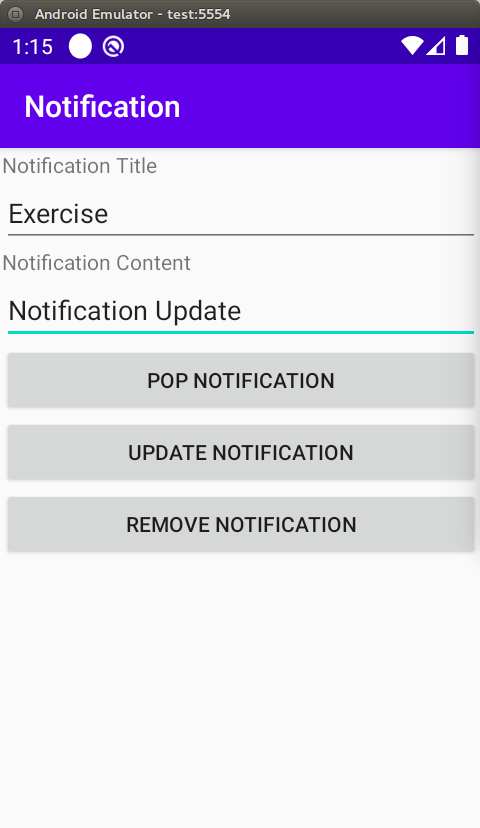 Android Emulator - test:5554
1:15
Notification
Notification Title
Exercise
Notification Content
Notification Update
POP NOTIFICATION
UPDATE NOTIFICATION
REMOVE NOTIFICATION